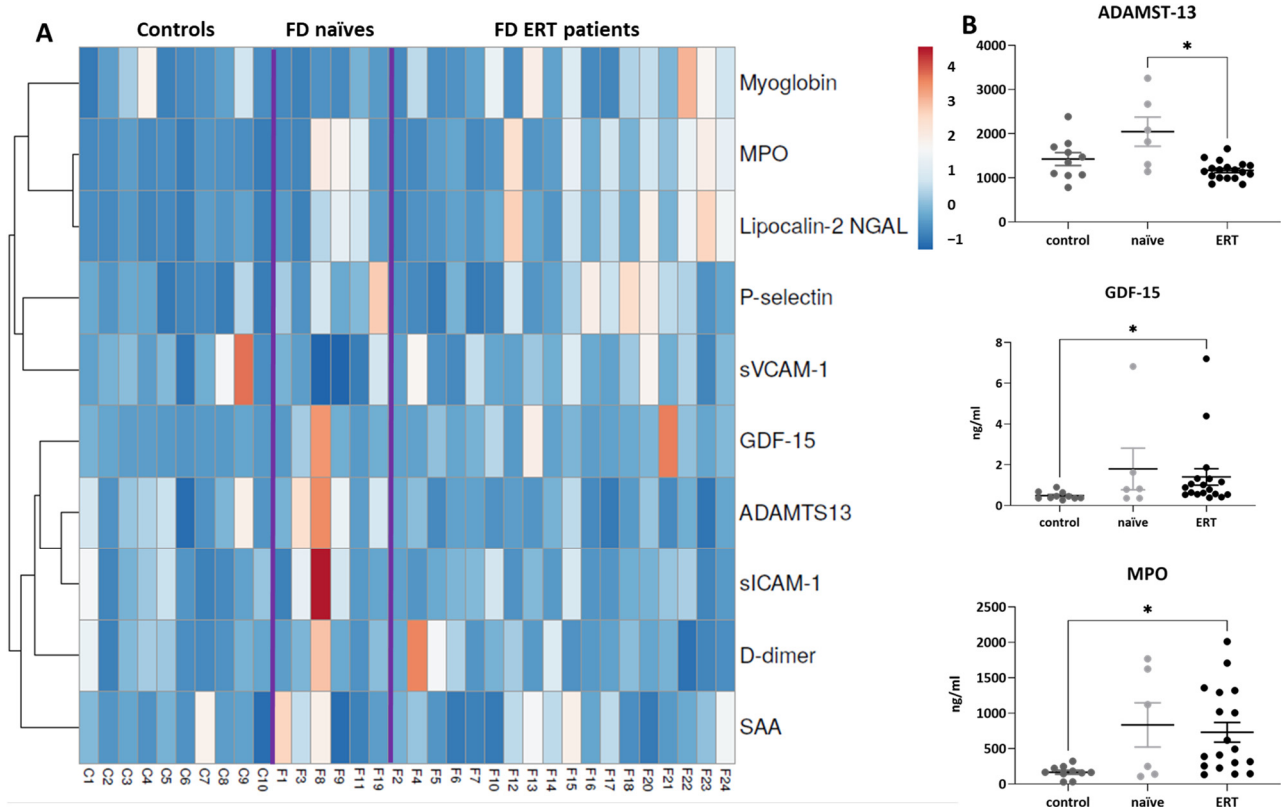 A
Controls
FD naïves
FD ERT patients
Myoglobin
MPO
Lipocalin-2 NGAL
P-selectin
sVCAM-1
GDF-15
ADAMTS13
sICAM-1
D-dimer
SAA
4
3
2
1
0
−1
C1 C2 C3 C4 C5 C6 C7 C8 C9 C10 F1 F3 F8 F9 F11 F19 F2 F4 F5 F6 F7 F10 F12 F13 F14 F15 F16 F17 F18 F20 F21 F22 F23 F24
B
ADAMST-13
4000
3000
2000
1000
0
*
control naïve ERT
GDF-15
ng/ml
8
6
4
2
0
*
control naïve ERT
MPO
ng/ml
2500
2000
1500
1000
500
0
*
control naïve ERT